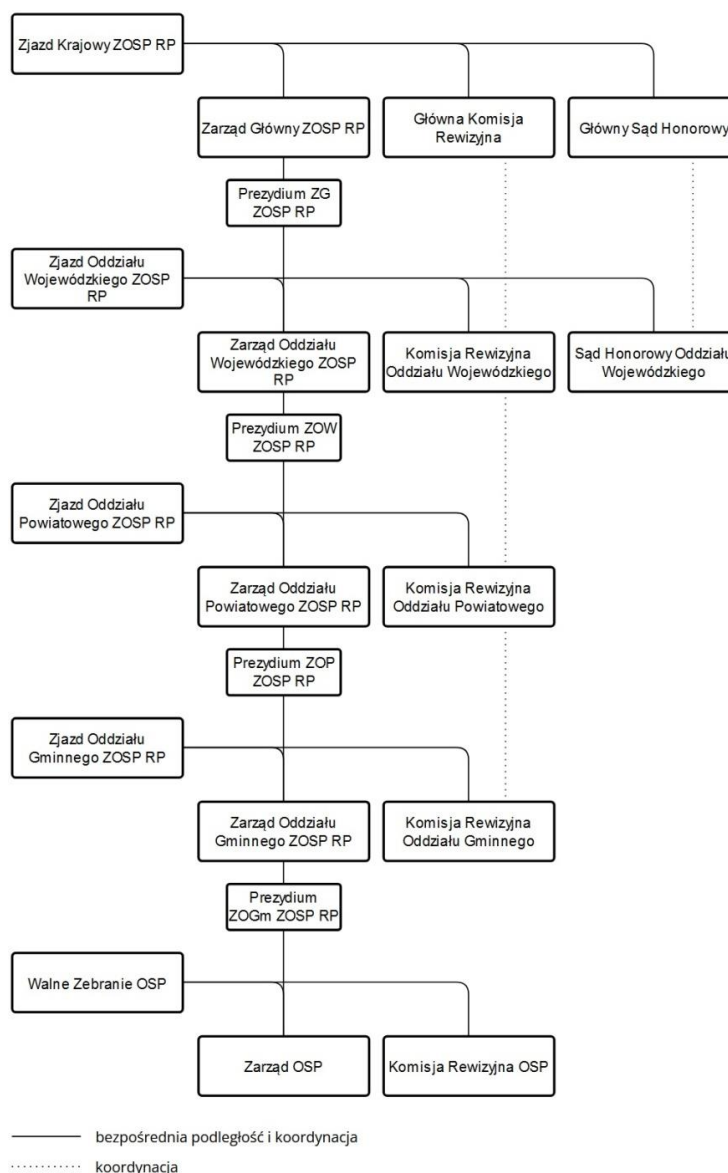 Zjazd Krajowy ZOSP RP
Zarząd Główny ZOSP RP
Główna Komisja
Rewizyjna
Główny Sąd Honorowy
Prezydium ZG
ZOSP RP
Zjazd Oddziału
Wojewódzkiego ZOSP
RP
Zarząd Oddziału
Wojewódzkiego ZOSP
RP
Komisja Rewizyjna
Oddziału Wojewódzkiego
Sąd Honorowy Oddziału
Wojewódzkiego
Prezydium ZOW
ZOSP RP
Zjazd Oddziału
Powiatowego ZOSP RP
Zarząd Oddziału
Powiatowego ZOSP RP
Komisja Rewizyjna
Oddziału Powiatowego
Prezydium ZOP
ZOSP RP
Zjazd Oddziału
Gminnego ZOSP RP
Zarząd Oddziału
Gminnego ZOSP RP
Komisja Rewizyjna
Oddziału Gminnego
Prezydium
ZOGm ZOSP RP
Walne Zebranie OSP
Zarząd OSP
Komisja Rewizyjna OSP
bezpośrednia podległość i koordynacja
koordynacja